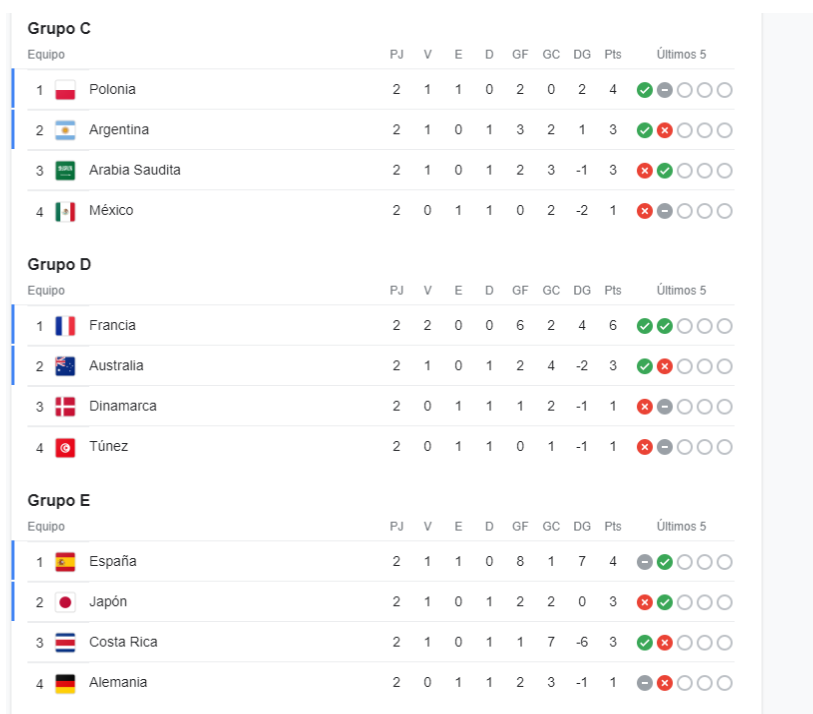 Grupo C
Equipo PJ V E D GF GC DG Pts Últimos 5
1 Polonia 2 1 1 0 2 0 2 4
2 Argentina 2 1 0 1 3 2 1 3
3 Arabia Saudita 2 1 0 1 2 3 -1 3
4 México 2 0 1 1 0 2 -2 1
Grupo D
Equipo PJ V E D GF GC DG Pts Últimos 5
1 Francia 2 2 0 0 6 2 4 6
2 Australia 2 1 0 1 2 4 -2 3
3 Dinamarca 2 0 1 1 1 2 -1 1
4 Túnez 2 0 1 1 0 1 -1 1
Grupo E
Equipo PJ V E D GF GC DG Pts Últimos 5
1 España 2 1 1 0 8 1 7 4
2 Japón 2 1 0 1 2 2 0 3
3 Costa Rica 2 1 0 1 1 7 -6 3
4 Alemania 2 0 1 1 2 3 -1 1